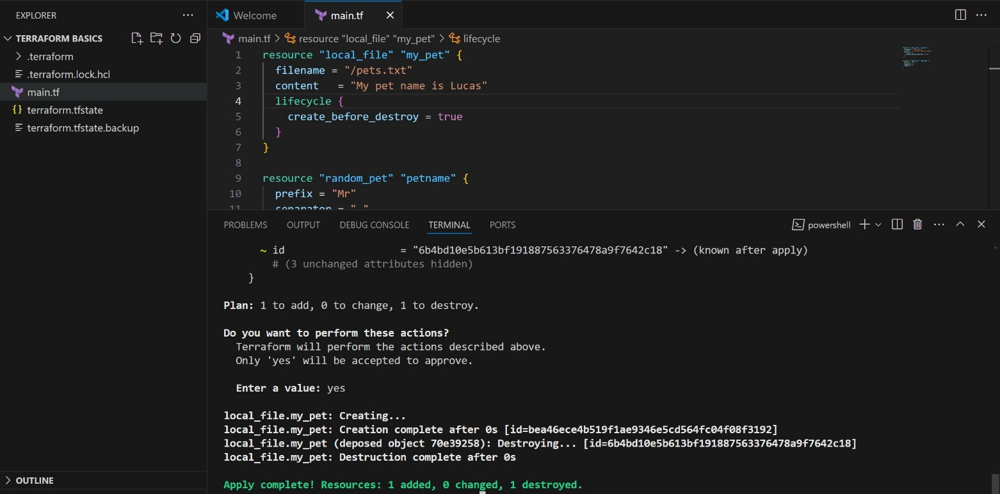 EXPLORER
Welcome
main.tf
TERRAFORM BASICS
.terraform
.terraform.lock.hcl
main.tf
terraform.tfstate
terraform.tfstate.backup
OUTLINE
main.tf > resource "local_file" "my_pet" > lifecycle
1 resource "local_file" "my_pet" {
2 filename = "/pets.txt"
3 content   = "My pet name is Lucas"
4 lifecycle {
5 create_before_destroy = true
6 }
7 }
8
9 resource "random_pet" "petname" {
10 prefix = "Mr"
11 separator = "."
PROBLEMS OUTPUT DEBUG CONSOLE TERMINAL PORTS
powershell
~ id                   = "6b4bd10e5b613bf191887563376478a9f7642c18" -> (known after apply)
# (3 unchanged attributes hidden)
}
Plan: 1 to add, 0 to change, 1 to destroy.
Do you want to perform these actions?
Terraform will perform the actions described above.
Only 'yes' will be accepted to approve.
Enter a value: yes
local_file.my_pet: Creating...
local_file.my_pet: Creation complete after 0s [id=bea46ece4b519f1ae9346e5cd564fc04f08f3192]
local_file.my_pet (deposed object 70e39258): Destroying... [id=6b4bd10e5b613bf191887563376478a9f7642c18]
local_file.my_pet: Destruction complete after 0s
Apply complete! Resources: 1 added, 0 changed, 1 destroyed.